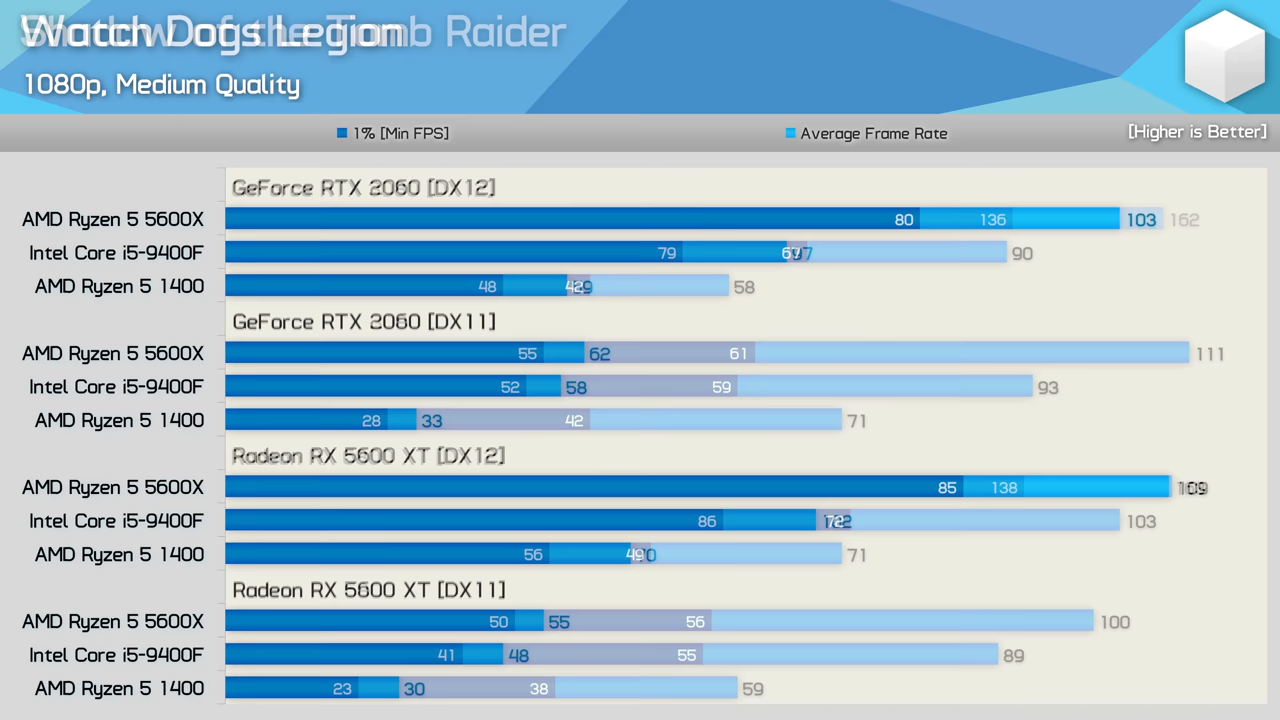 Watch Dogs Legion
Shadow of the Tomb Raider
1080p, Medium Quality
1% [Min FPS]
Average Frame Rate
[Higher is Better]
GeForce RTX 2060 [DX12]
AMD Ryzen 5 5600X 80 136 103 162
Intel Core i5-9400F 79 90
AMD Ryzen 5 1400 48 58
GeForce RTX 2060 [DX11]
AMD Ryzen 5 5600X 55 62 61 111
Intel Core i5-9400F 52 58 59 93
AMD Ryzen 5 1400 28 33 42 71
Radeon RX 5600 XT [DX12]
AMD Ryzen 5 5600X 85 138
Intel Core i5-9400F 86 103
AMD Ryzen 5 1400 56 71
Radeon RX 5600 XT [DX11]
AMD Ryzen 5 5600X 50 55 56 100
Intel Core i5-9400F 41 48 55 89
AMD Ryzen 5 1400 23 30 38 59